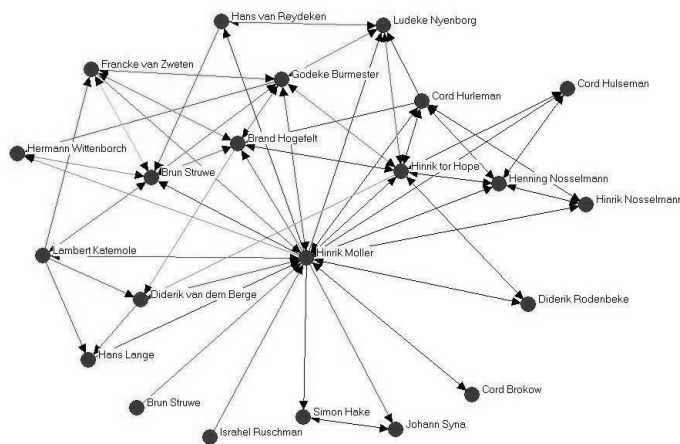 Hans van Reydeken
Ludeke Nyenborg
Francke van Zweten
Godeke Burmester
Cord Hulseman
Cord Hurleman
Brand Hogefelt
Hermann Wittenborch
Brun Struwe
Hinrik tor Hope
Henning Nosselmann
Hinrik Nosselmann
Lambert Katemole
Hinrik Moller
Diderik van dem Berge
Diderik Rodenbeke
Hans Lange
Cord Brokow
Brun Struwe
Simon Hake
Israhel Ruschman
Johann Syna